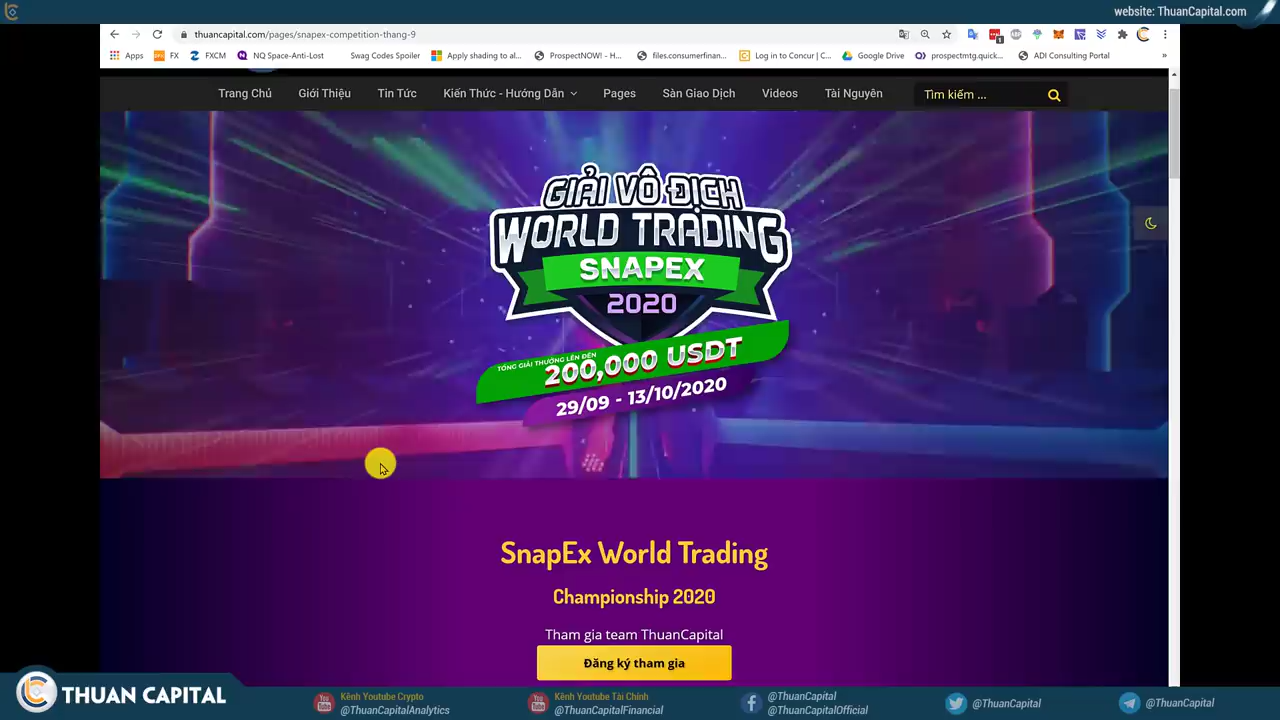 website: ThuanCapital.com
thuancapital.com/pages/snapex-competition-thang-9
Apps FX FXCM NQ Space-Anti-Lost Swag Codes Spoiler Apply shading to al... ProspectNOW! - H... files.consumerfinan... Log in to Concur | C... Google Drive prospectmtg.quick... ADI Consulting Portal »
Trang Chủ Giới Thiệu Tin Tức Kiến Thức - Hướng Dẫn Pages Sàn Giao Dịch Videos Tài Nguyên Tìm kiếm ...
GIẢI VÔ ĐỊCH
WORLD TRADING
SNAPEX
2020
TỔNG GIẢI THƯỞNG LÊN ĐẾN
200,000 USDT
29/09 - 13/10/2020
SnapEx World Trading
Championship 2020
Tham gia team ThuanCapital
Đăng ký tham gia
THUAN CAPITAL
Kênh Youtube Crypto
@ThuanCapitalAnalytics
Kênh Youtube Tài Chính
@ThuanCapitalFinancial
@ThuanCapital
@ThuanCapitalOfficial
@ThuanCapital
@ThuanCapital